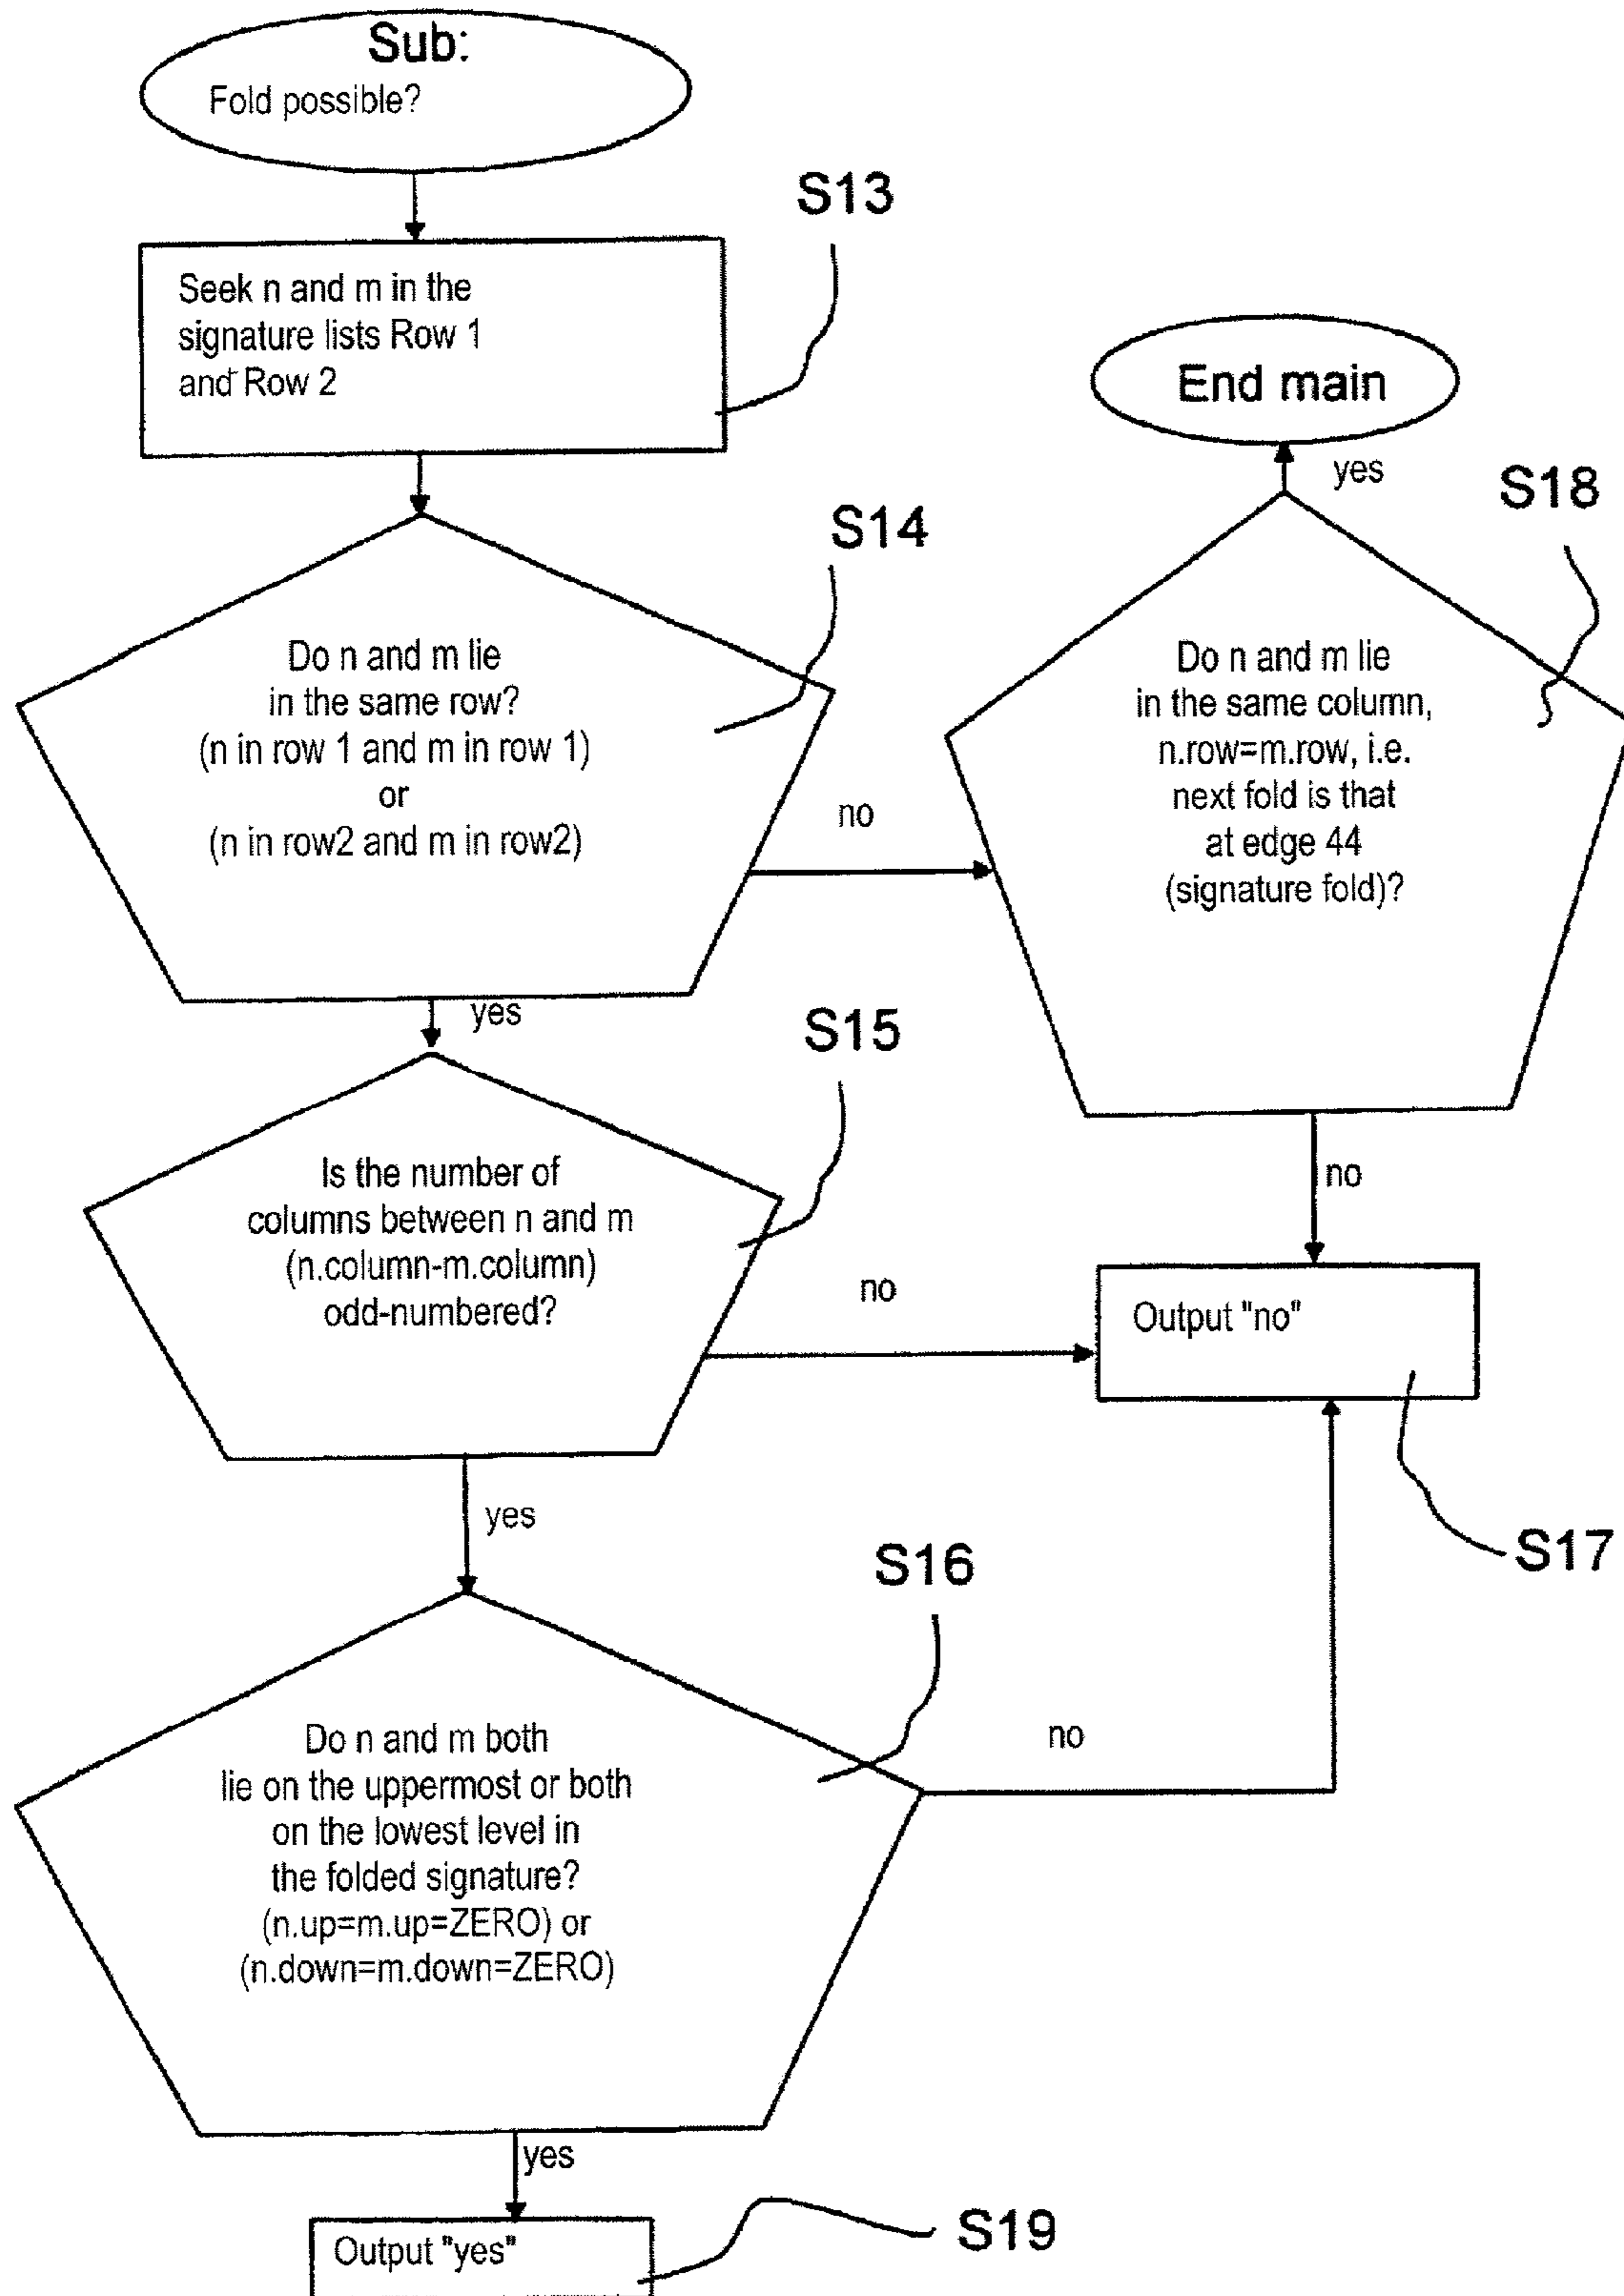 Sub:
Fold possible?
S13
Seek n and m in the
signature lists Row 1
and Row 2
End main
yes
S18
S14
Do n and m lie
in the same row?
(n in row 1 and m in row 1)
or
(n in row2 and m in row2)
no
Do n and m lie
in the same column,
n.row=m.row, i.e.
next fold is that
at edge 44
(signature fold)?
yes
S15
Is the number of
columns between n and m
(n.column-m.column)
odd-numbered?
no
no
Output "no"
yes
S17
S16
Do n and m both
lie on the uppermost or both
on the lowest level in
the folded signature?
(n.up=m.up=ZERO) or
(n.down=m.down=ZERO)
no
yes
Output "yes"
S19